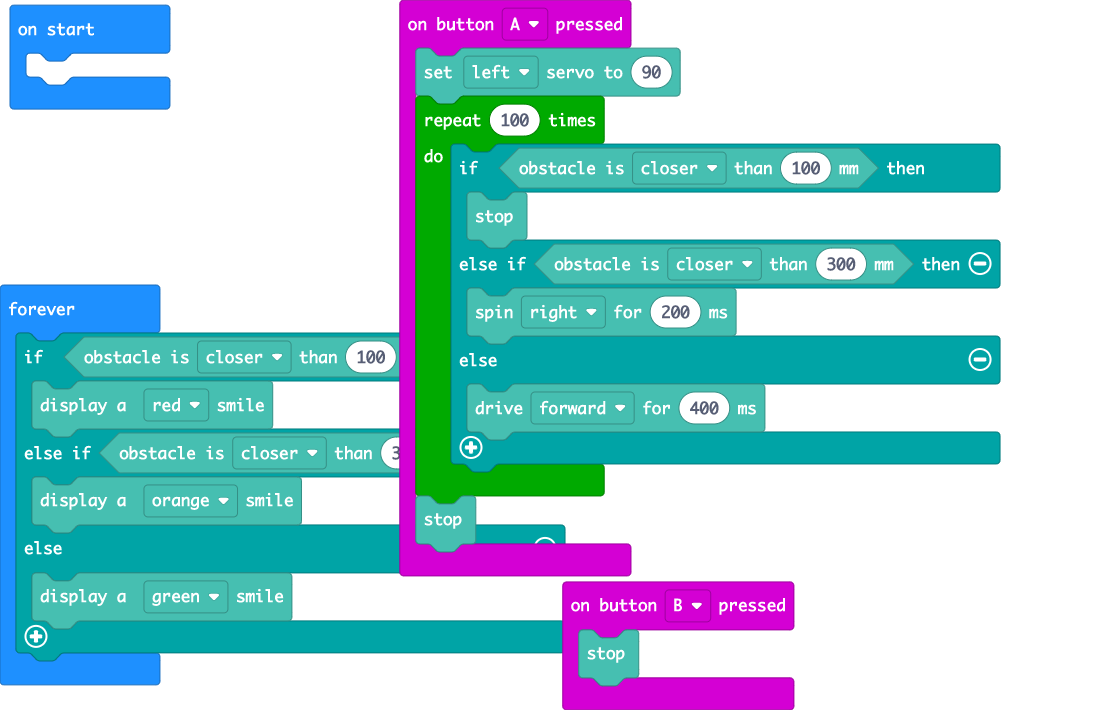 on start
on button A pressed
set left servo to 90
repeat 100 times
do
if obstacle is closer than 100 mm then
stop
else if obstacle is closer than 300 mm then
spin right for 200 ms
else
drive forward for 400 ms
stop
forever
if obstacle is closer than 100
display a red smile
else if obstacle is closer than 3
display a orange smile
else
display a green smile
on button B pressed
stop